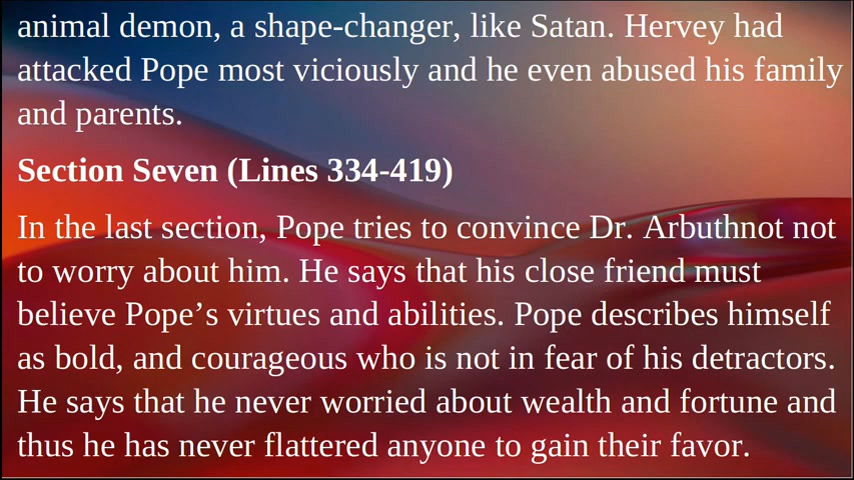 animal demon, a shape-changer, like Satan. Hervey had
attacked Pope most viciously and he even abused his family
and parents.
Section Seven (Lines 334-419)
In the last section, Pope tries to convince Dr. Arbuthnot not
to worry about him. He says that his close friend must
believe Pope’s virtues and abilities. Pope describes himself
as bold, and courageous who is not in fear of his detractors.
He says that he never worried about wealth and fortune and
thus he has never flattered anyone to gain their favor.